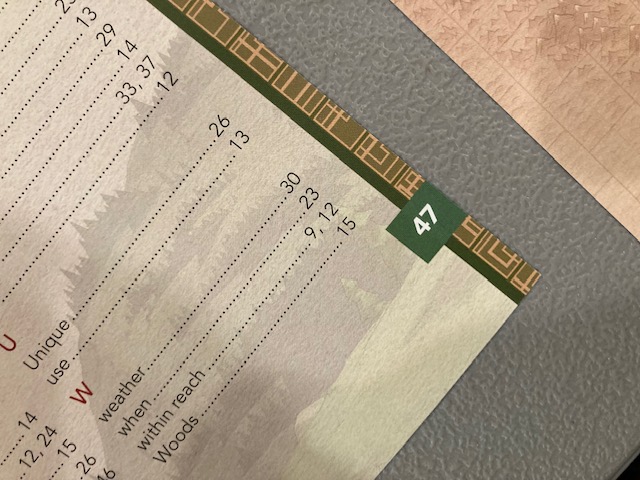 14
12, 24
15
26
16
13
29
14
33, 37
12
U
Unique 26
use 13
W
weather 30
when 23
within reach 9, 12
Woods 15
47